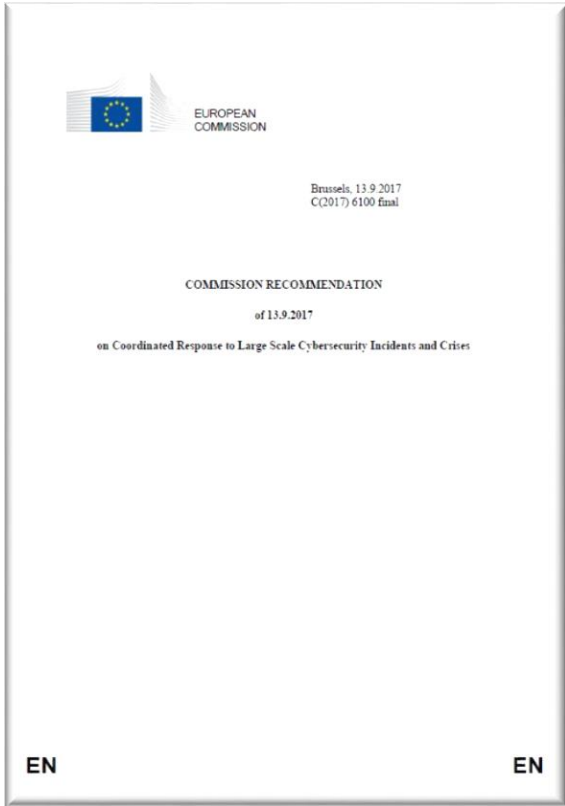 EUROPEAN
COMMISSION
Brussels, 13.9.2017
C(2017) 6100 final
COMMISSION RECOMMENDATION
of 13.9.2017
on Coordinated Response to Large Scale Cybersecurity Incidents and Crises
EN EN